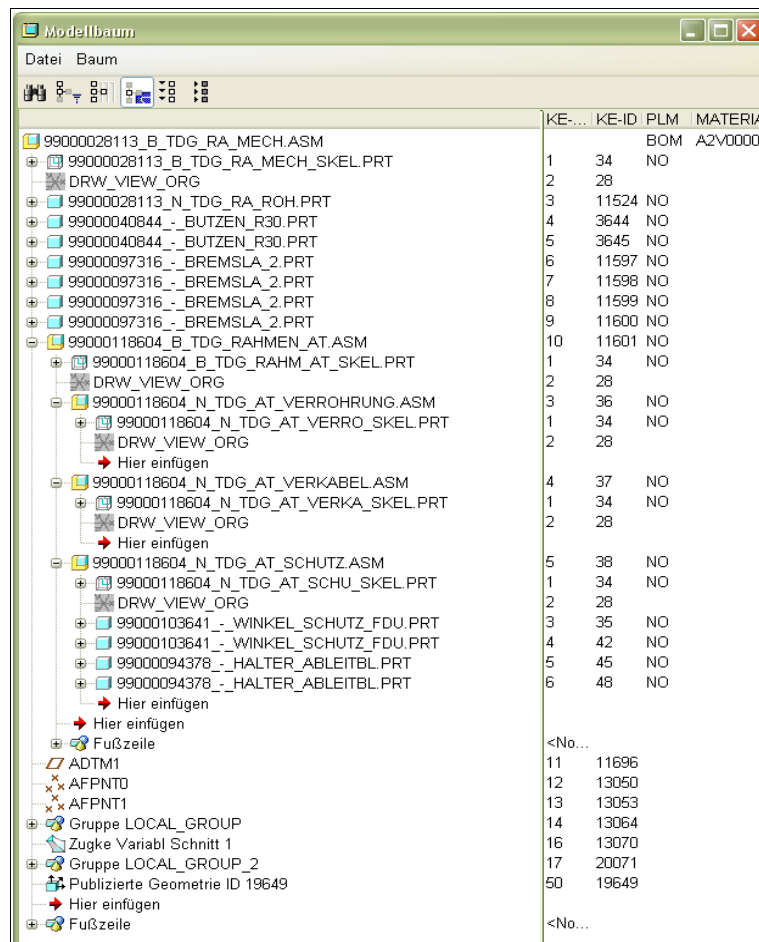 Modellbaum
Datei Baum
KE-... KE-ID PLM MATERIA
99000028113_B_TDG_RA_MECH.ASM BOM A2V0000
99000028113_B_TDG_RA_MECH_SKEL.PRT 1 34 NO
DRW_VIEW_ORG 2 28
99000028113_N_TDG_RA_ROH.PRT 3 11524 NO
99000040844_-_BUTZEN_R30.PRT 4 3644 NO
99000040844_-_BUTZEN_R30.PRT 5 3645 NO
99000097316_-_BREMSLA_2.PRT 6 11597 NO
99000097316_-_BREMSLA_2.PRT 7 11598 NO
99000097316_-_BREMSLA_2.PRT 8 11599 NO
99000097316_-_BREMSLA_2.PRT 9 11600 NO
99000118604_B_TDG_RAHMEN_AT.ASM 10 11601 NO
99000118604_B_TDG_RAHM_AT_SKEL.PRT 1 34 NO
DRW_VIEW_ORG 2 28
99000118604_N_TDG_AT_VERROHRUNG.ASM 3 36 NO
99000118604_N_TDG_AT_VERRO_SKEL.PRT 1 34 NO
DRW_VIEW_ORG 2 28
Hier einfügen
99000118604_N_TDG_AT_VERKABEL.ASM 4 37 NO
99000118604_N_TDG_AT_VERKA_SKEL.PRT 1 34 NO
DRW_VIEW_ORG 2 28
Hier einfügen
99000118604_N_TDG_AT_SCHUTZ.ASM 5 38 NO
99000118604_N_TDG_AT_SCHU_SKEL.PRT 1 34 NO
DRW_VIEW_ORG 2 28
99000103641_-_WINKEL_SCHUTZ_FDU.PRT 3 35 NO
99000103641_-_WINKEL_SCHUTZ_FDU.PRT 4 42 NO
99000094378_-_HALTER_ABLEITBL.PRT 5 45 NO
99000094378_-_HALTER_ABLEITBL.PRT 6 48 NO
Hier einfügen
Hier einfügen
Fußzeile <No...
ADTM1 11 11696
AFPNT0 12 13050
AFPNT1 13 13053
Gruppe LOCAL_GROUP 14 13064
Zugke Variabl Schnitt 1 16 13070
Gruppe LOCAL_GROUP_2 17 20071
Publizierte Geometrie ID 19649 50 19649
Hier einfügen
Fußzeile <No...